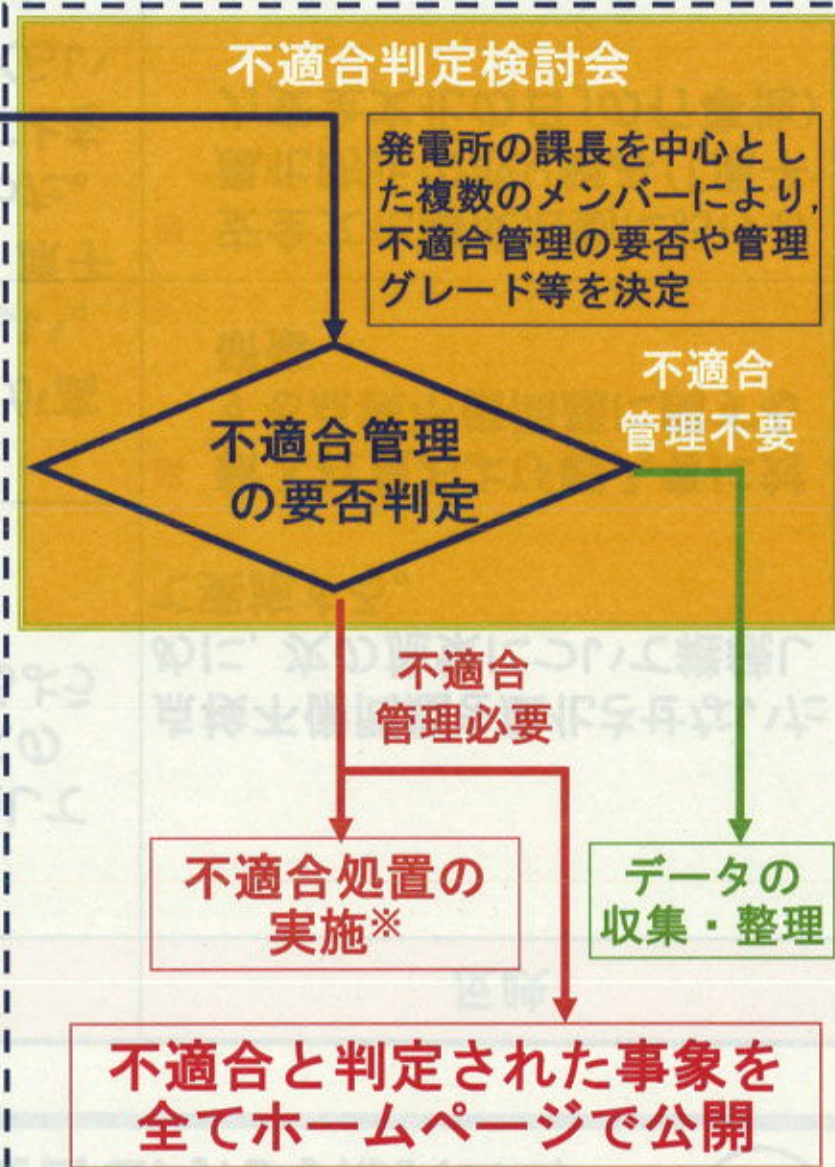 不適合判定検討会
発電所の課長を中心とし
た複数のメンバーにより,
不適合管理の要否や管理
グレード等を決定
不適合
管理不要
不適合管理
の要否判定
不適合
管理必要
不適合処置の
実施※
データの
収集・整理
不適合と判定された事象を
全てホームページで公開